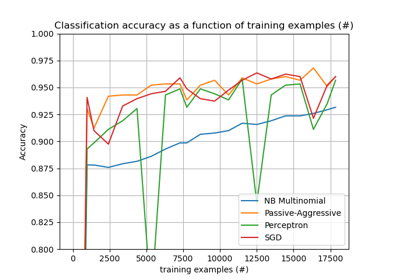 Classification accuracy as a function of training examples (#)
1.000
0.975
0.950
0.925
0.900
0.875
0.850
0.825
0.800
Accuracy
0 2500 5000 7500 10000 12500 15000 17500
training examples (#)
NB Multinomial
Passive-Aggressive
Perceptron
SGD